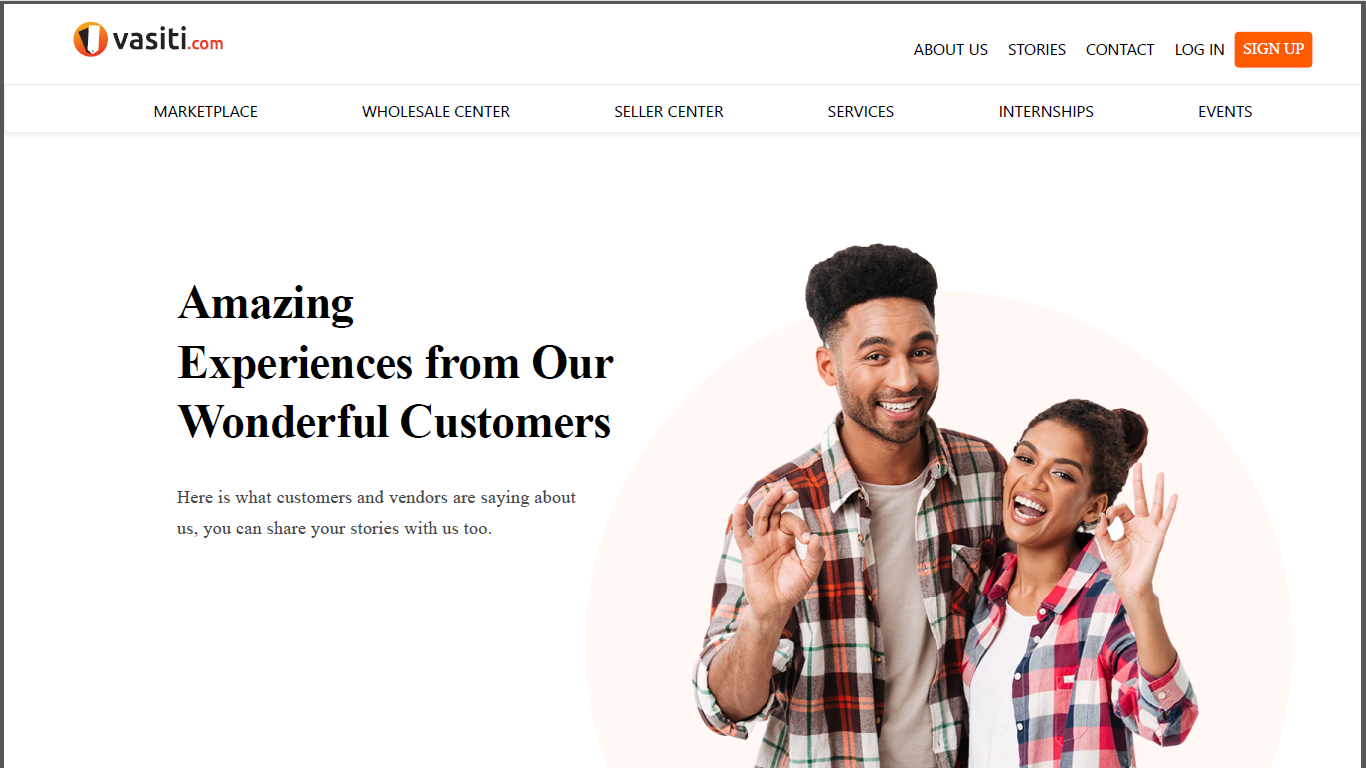 vasiti.com
ABOUT US STORIES CONTACT LOG IN SIGN UP
MARKETPLACE WHOLESALE CENTER SELLER CENTER SERVICES INTERNSHIPS EVENTS
Amazing
Experiences from Our
Wonderful Customers
Here is what customers and vendors are saying about
us, you can share your stories with us too.